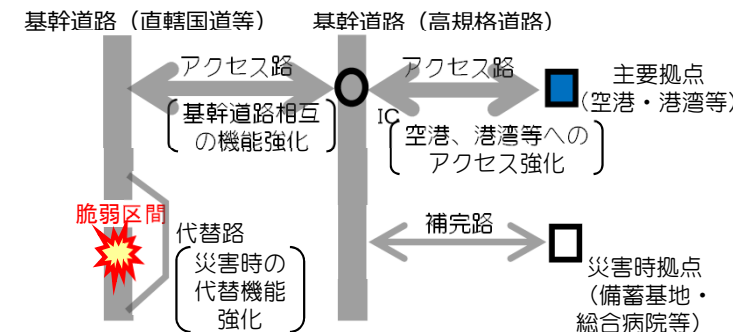 基幹道路（直轄国道等）
基幹道路（高規格道路）
アクセス路
アクセス路
主要拠点
（空港・港湾等）
IC
基幹道路相互
の機能強化
空港、港湾等への
アクセス強化
脆弱区間
代替路
災害時の
代替機能
強化
補完路
災害時拠点
（備蓄基地・
総合病院等）